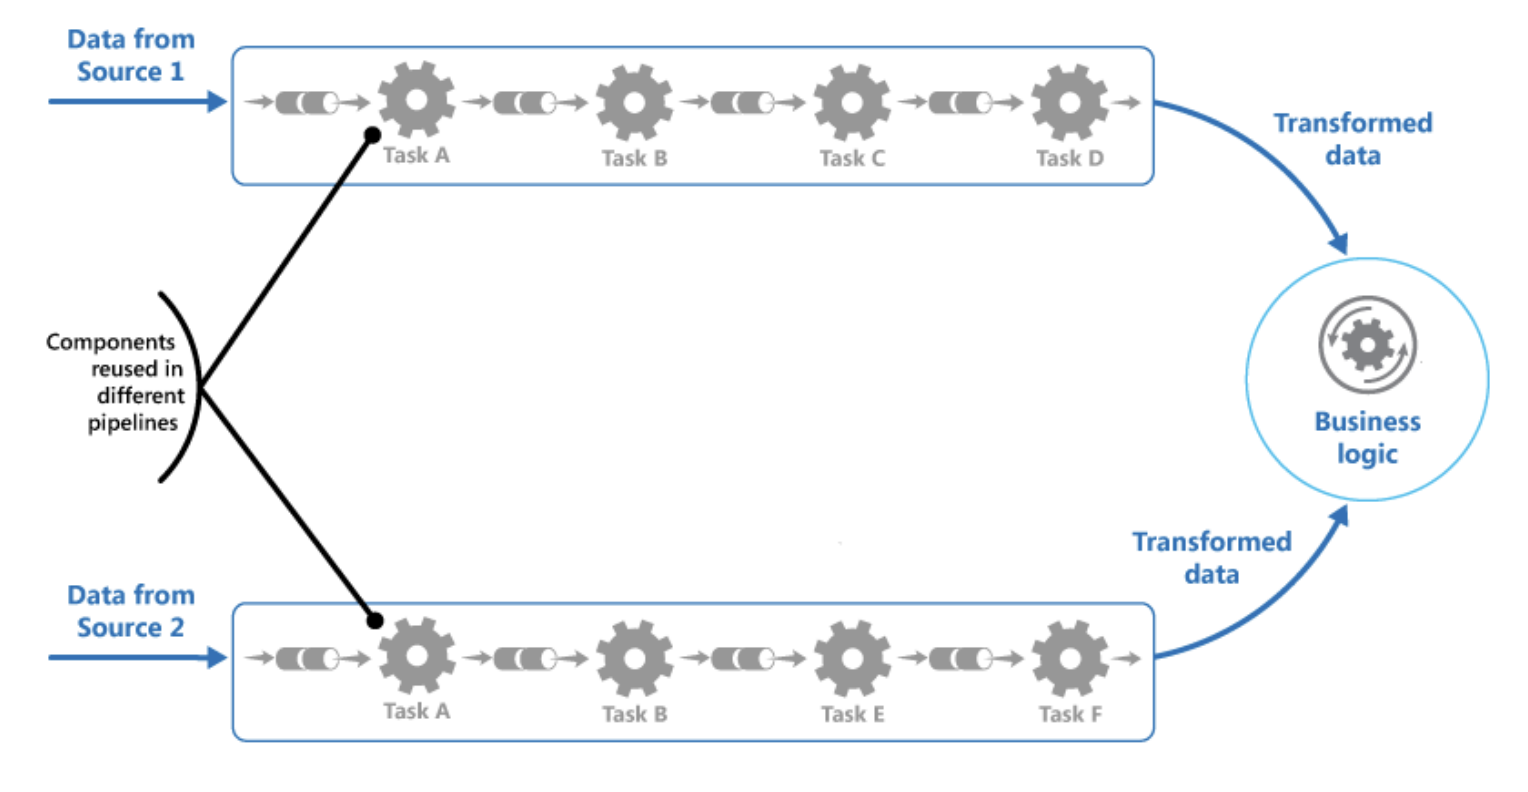 Data from
Source 1
Task A
Task B
Task C
Task D
Transformed
data
Components
reused in
different
pipelines
Business
logic
Transformed
data
Data from
Source 2
Task A
Task B
Task E
Task F